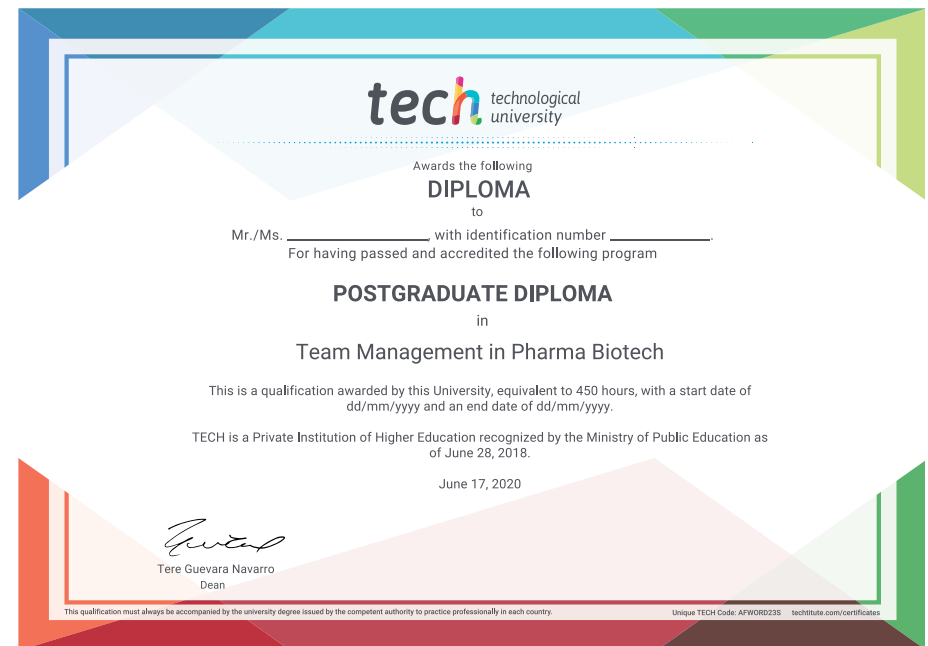 tech technological
university
Awards the following
DIPLOMA
to
Mr./Ms. ____________________, with identification number ______________.
For having passed and accredited the following program
POSTGRADUATE DIPLOMA
in
Team Management in Pharma Biotech
This is a qualification awarded by this University, equivalent to 450 hours, with a start date of
dd/mm/yyyy and an end date of dd/mm/yyyy.
TECH is a Private Institution of Higher Education recognized by the Ministry of Public Education as
of June 28, 2018.
June 17, 2020
Tere Guevara Navarro
Dean
This qualification must always be accompanied by the university degree issued by the competent authority to practice professionally in each country.
Unique TECH Code: AFWORD23S techtitute.com/certificates